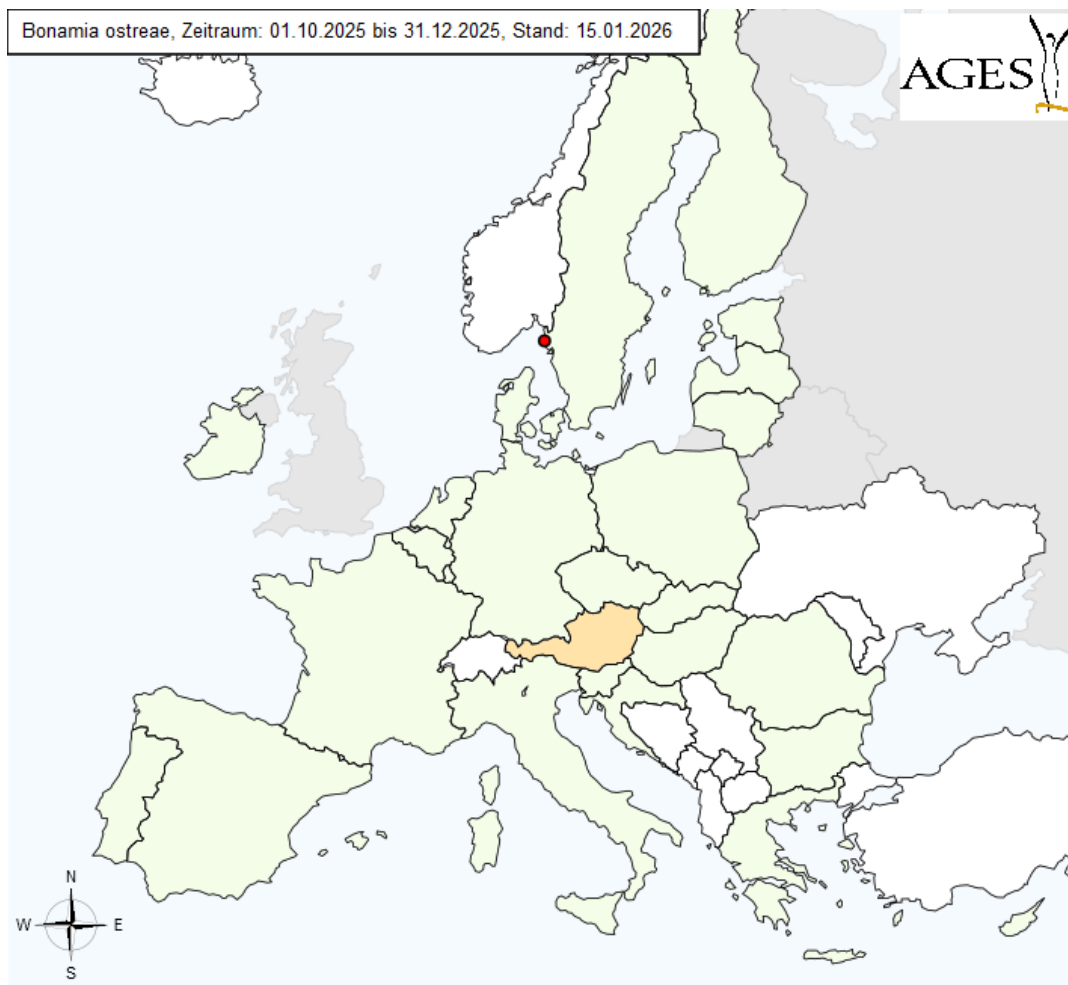 Bonamia ostreae, Zeitraum: 01.10.2025 bis 31.12.2025, Stand: 15.01.2026
AGES
N
W E
S